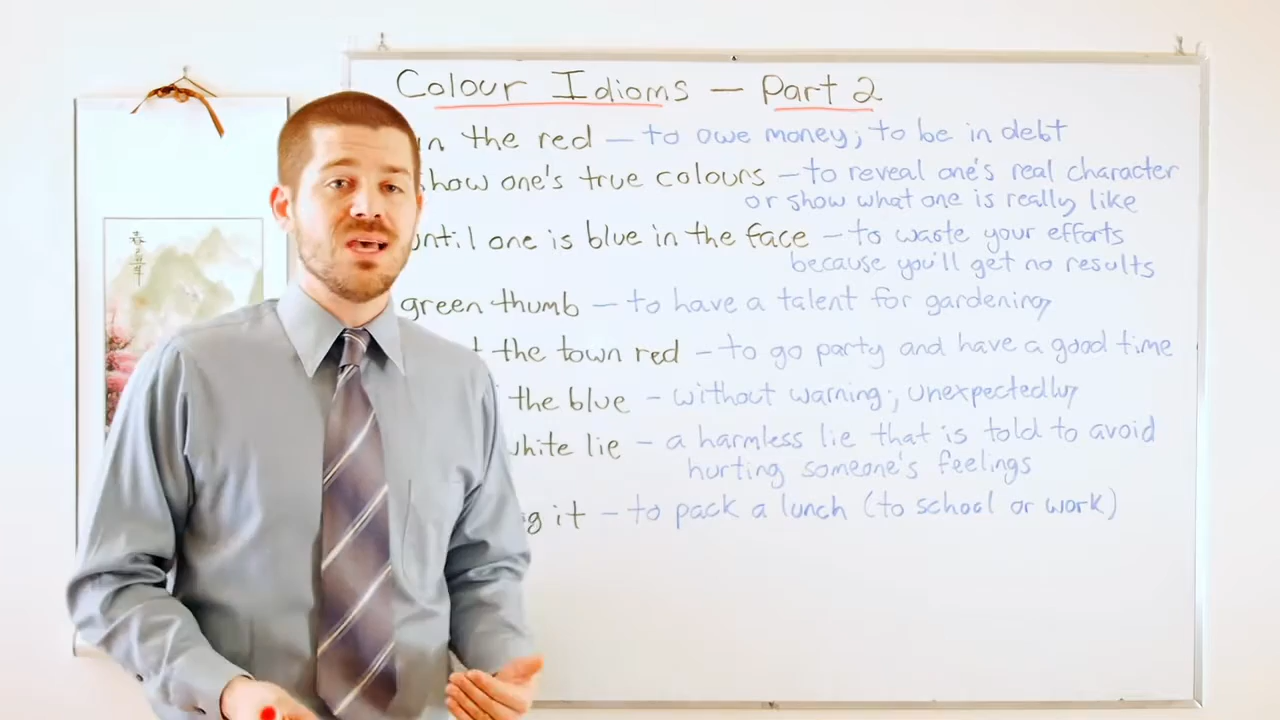 Colour Idioms – Part 2
in the red – to owe money; to be in debt
show one's true colours – to reveal one's real character
or show what one is really like
until one is blue in the face – to waste your efforts
because you'll get no results
green thumb – to have a talent for gardening
the town red – to go party and have a good time
the blue – without warning; unexpectedly
white lie – a harmless lie that is told to avoid
hurting someone's feelings
it – to pack a lunch (to school or work)